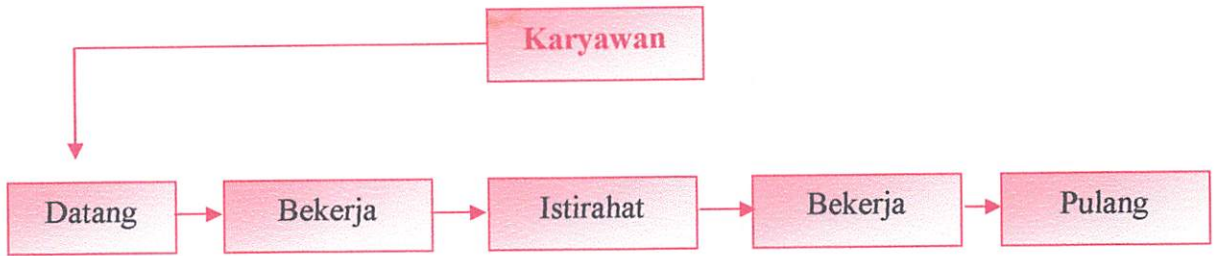 Karyawan
Datang
Bekerja
Istirahat
Bekerja
Pulang